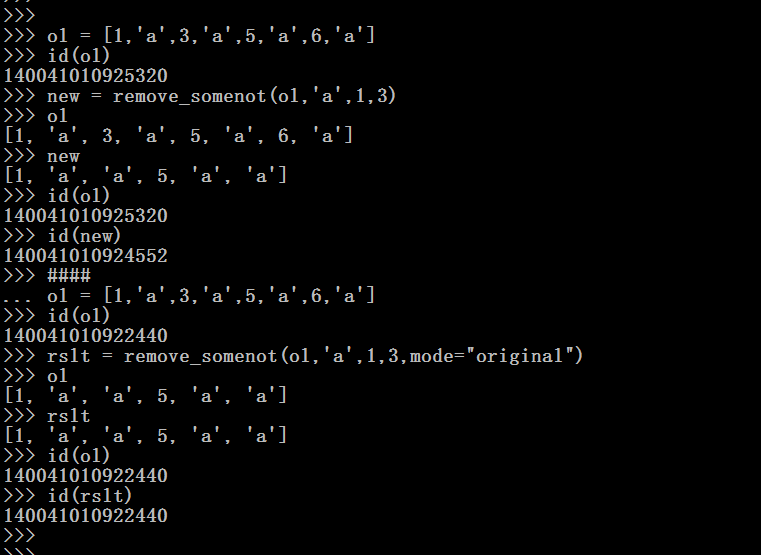 >>>
>>>
>>> ol = [1,'a',3,'a',5,'a',6,'a']
>>> id(ol)
140041010925320
>>> new = remove_somenot(ol,'a',1,3)
>>> ol
[1, 'a', 3, 'a', 5, 'a', 6, 'a']
>>> new
[1, 'a', 'a', 5, 'a', 'a']
>>> id(ol)
140041010925320
>>> id(new)
140041010924552
>>> ####
... ol = [1,'a',3,'a',5,'a',6,'a']
>>> id(ol)
140041010922440
>>> rslt = remove_somenot(ol,'a',1,3,mode="original")
>>> ol
[1, 'a', 'a', 5, 'a', 'a']
>>> rslt
[1, 'a', 'a', 5, 'a', 'a']
>>> id(ol)
140041010922440
>>> id(rslt)
140041010922440
>>>
>>>